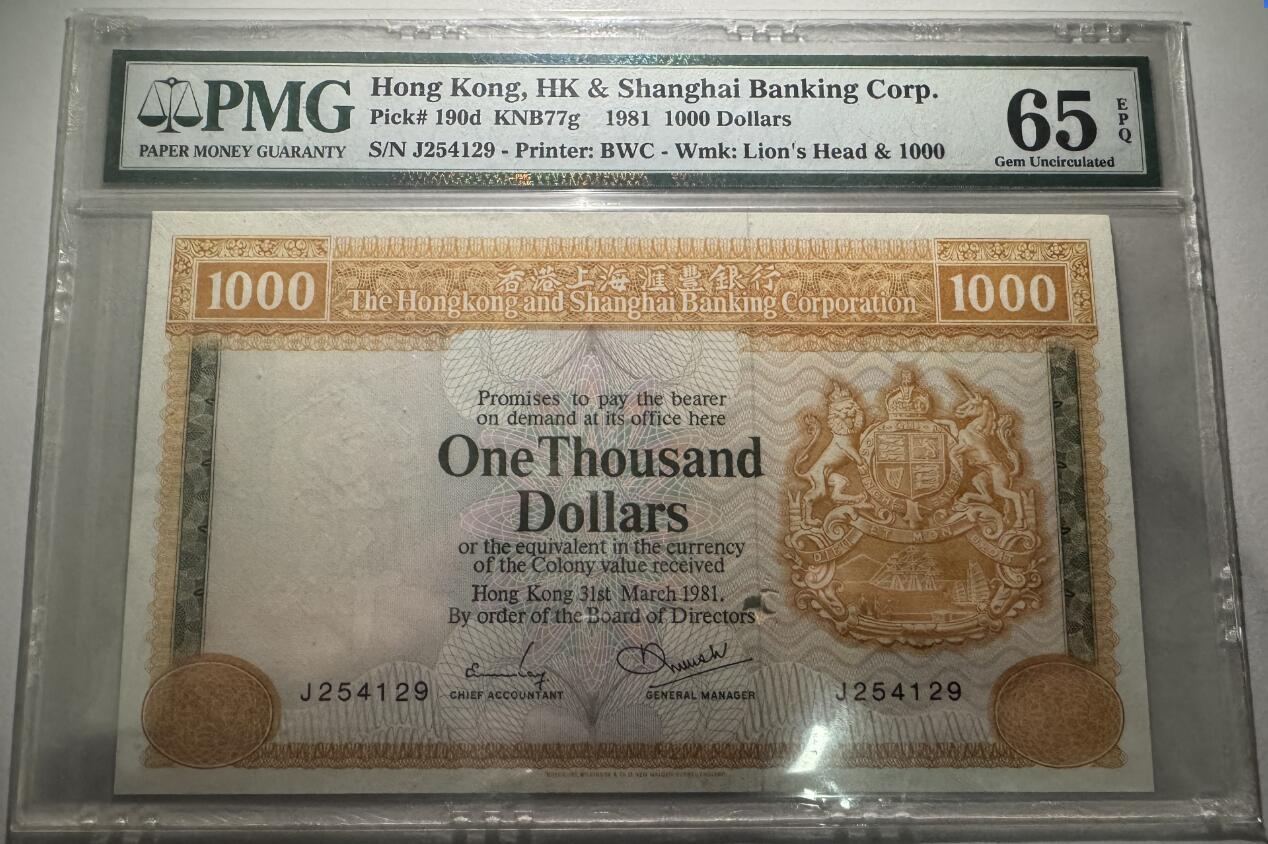 PMG
PAPER MONEY GUARANTY
Hong Kong, HK & Shanghai Banking Corp.
Pick# 190d KNB77g 1981 1000 Dollars
S/N J254129 - Printer: BWC - Wmk: Lion's Head & 1000
65
EPQ
Gem Uncirculated
1000
香港上海滙豐銀行
The Hongkong and Shanghai Banking Corporation
1000
Promises to pay the bearer
on demand at its office here
One Thousand
Dollars
or the equivalent in the currency
of the Colony value received
Hong Kong 31st March 1981.
By order of the Board of Directors
DIEU ET MON DROIT
J254129
CHIEF ACCOUNTANT
GENERAL MANAGER
J254129